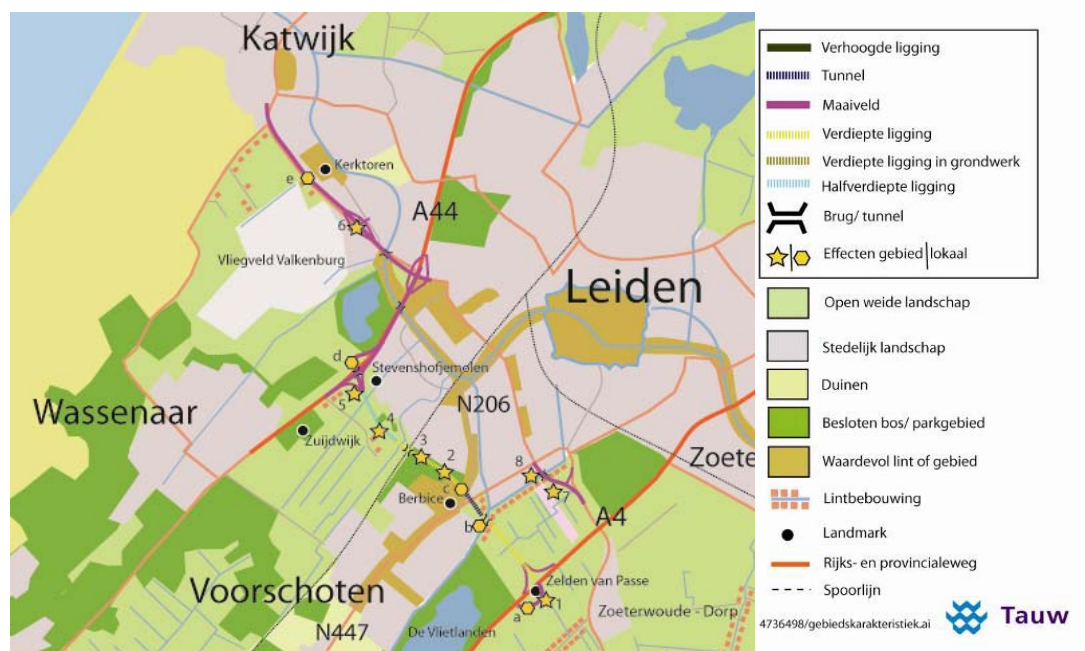 Katwijk
Kerktoren
e
A44
6
Vliegveld Valkenburg
Leiden
d
Stevenshofjemolen
Wassenaar
5
N206
4
Zuijdwijk
3
2
8
Zoete
c
7
Berbice
A4
b
Voorschoten
Zelden van Passe
1
a
Zoeterwoude - Dorp
N447
De Vlietlanden
Verhoogde ligging
Tunnel
Maaiveld
Verdiepte ligging
Verdiepte ligging in grondwerk
Halfverdiepte ligging
Brug/ tunnel
Effecten gebied lokaal
Open weide landschap
Stedelijk landschap
Duinen
Besloten bos/ parkgebied
Waardevol lint of gebied
Lintbebouwing
Landmark
Rijks- en provincialeweg
Spoorlijn
4736498/gebiedskarakteristiek.ai
Tauw